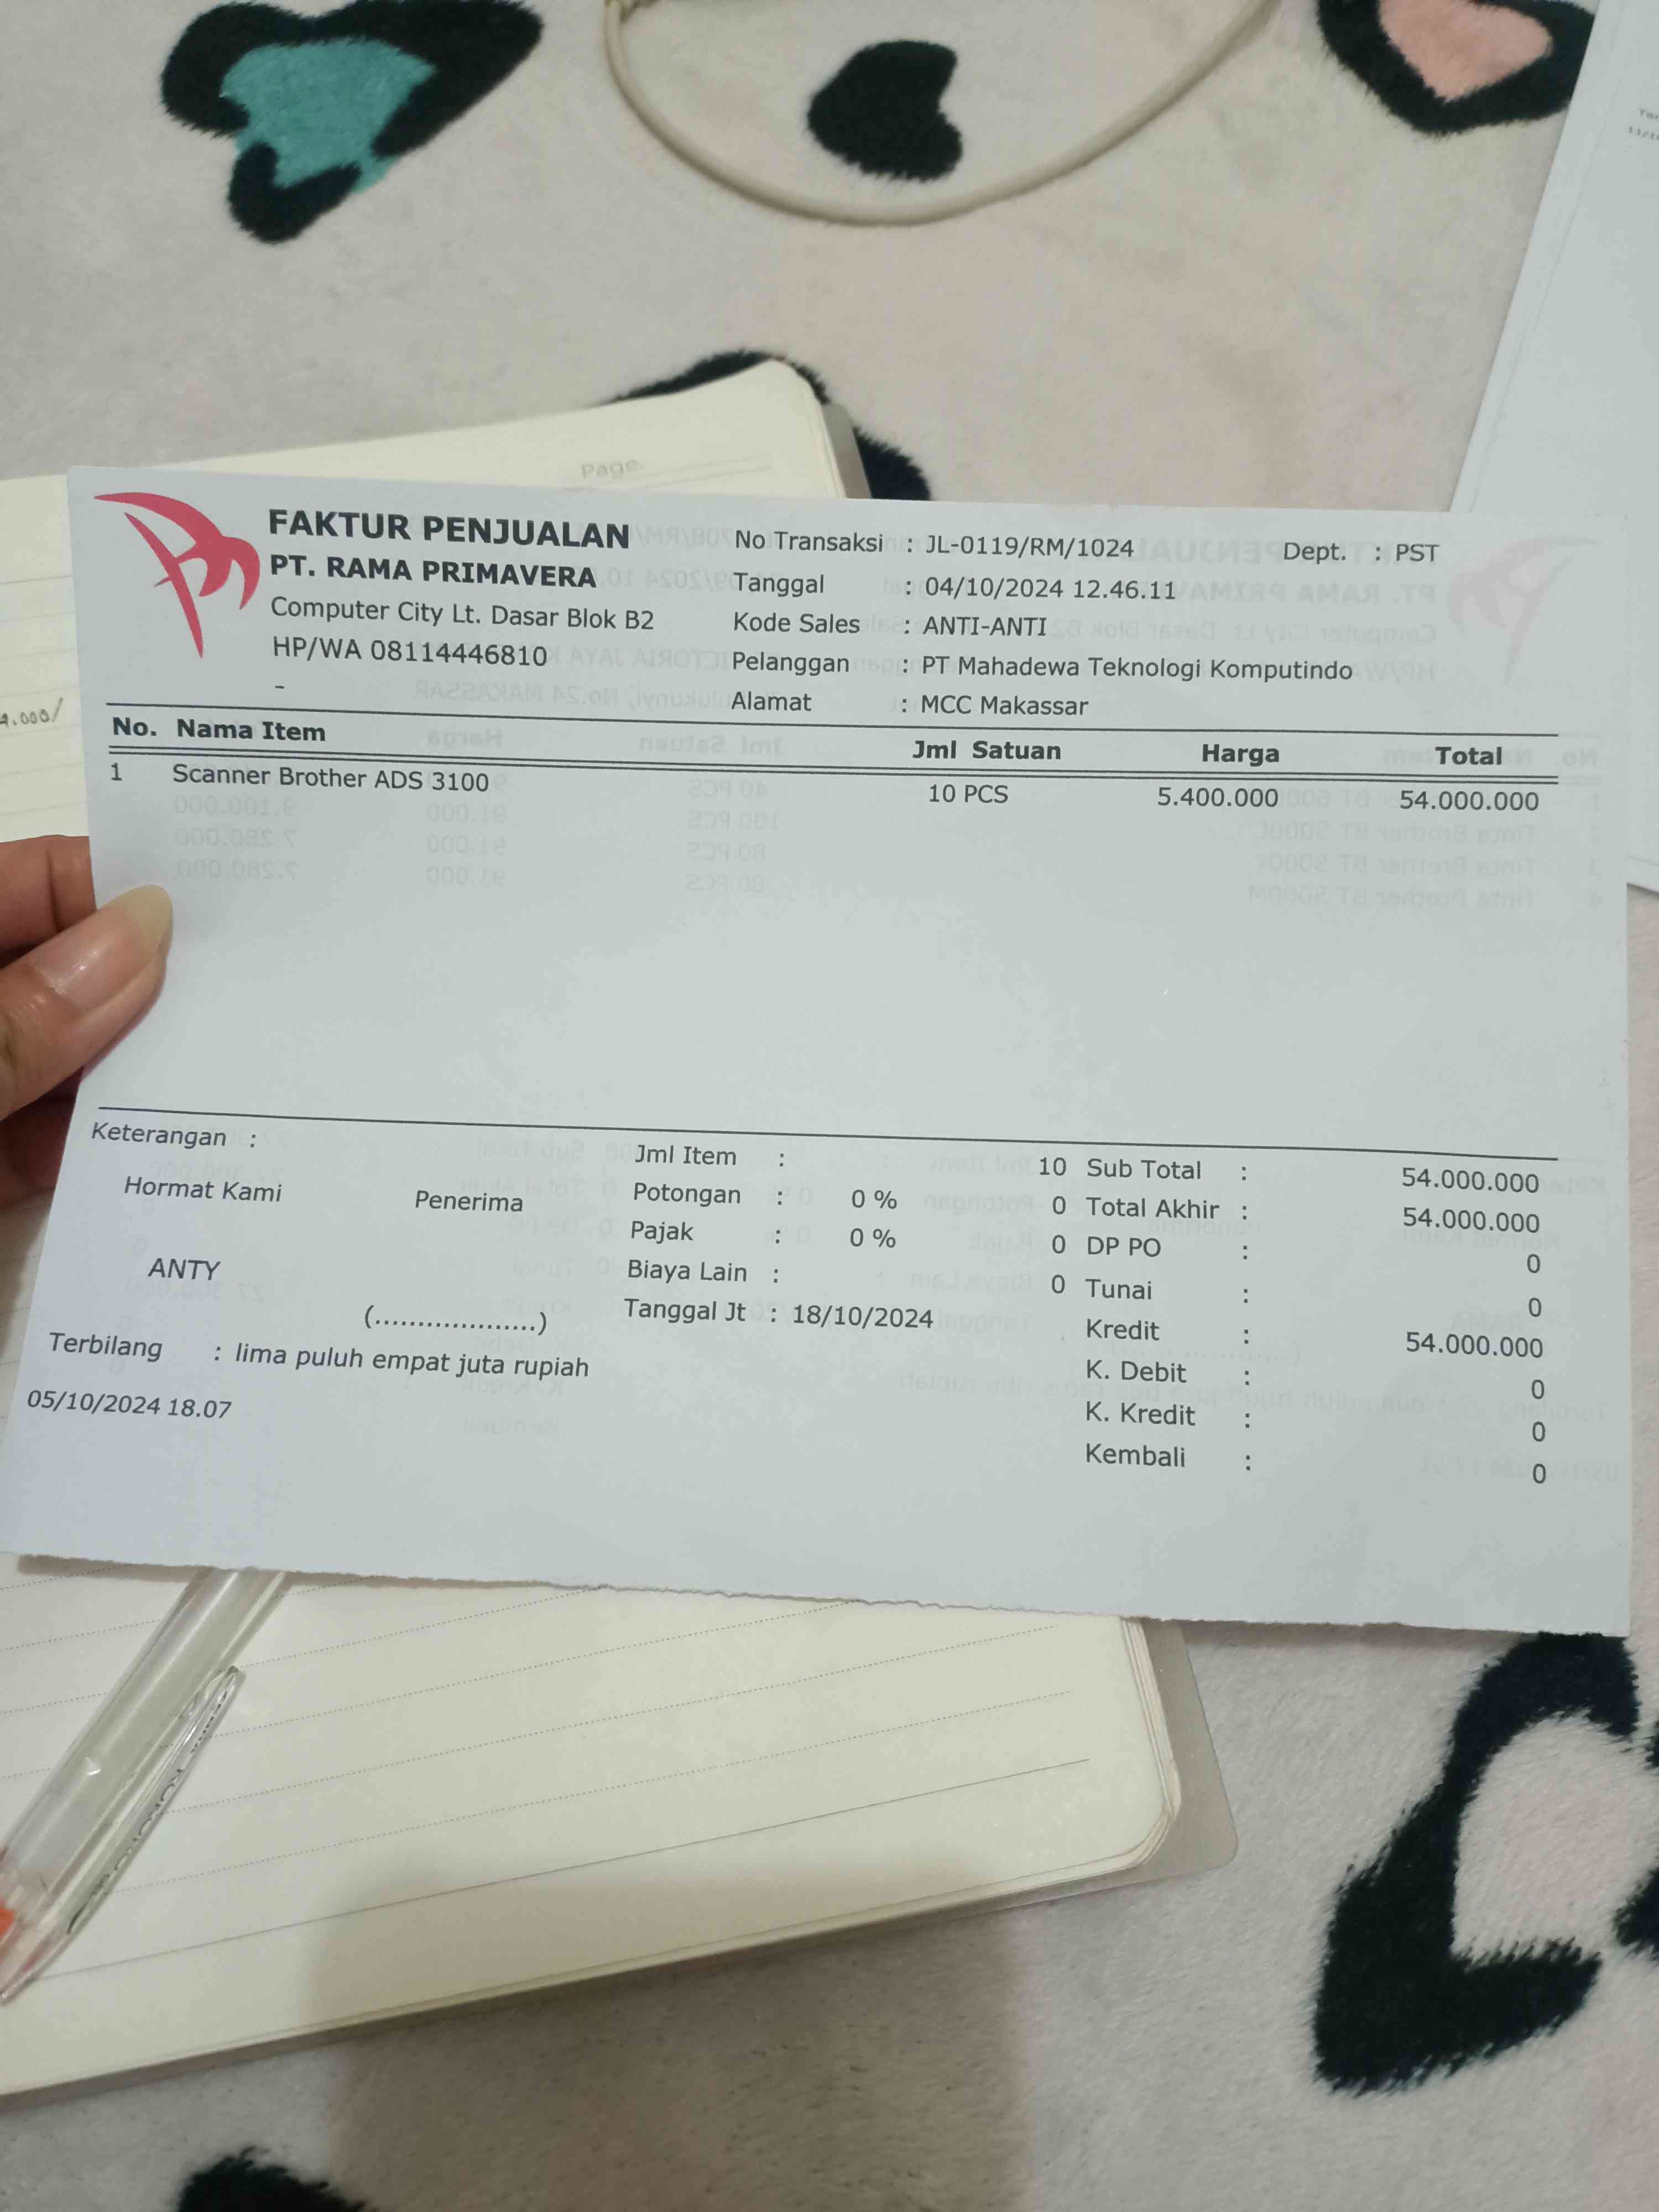 Page.
4.000/
FAKTUR PENJUALAN
PT. RAMA PRIMAVERA
Computer City Lt. Dasar Blok B2
HP/WA 08114446810
-
No Transaksi : JL-0119/RM/1024 Dept. : PST
Tanggal : 04/10/2024 12.46.11
Kode Sales : ANTI-ANTI
Pelanggan : PT Mahadewa Teknologi Komputindo
Alamat : MCC Makassar
No. Nama Item Jml Satuan Harga Total
1 Scanner Brother ADS 3100 10 PCS 5.400.000 54.000.000
Keterangan :
Hormat Kami Penerima
ANTY
(...................)
Jml Item : 10
Potongan : 0 % 0
Pajak : 0 % 0
Biaya Lain : 0
Tanggal Jt : 18/10/2024
Sub Total : 54.000.000
Total Akhir : 54.000.000
DP PO : 0
Tunai : 0
Kredit : 54.000.000
K. Debit : 0
K. Kredit : 0
Kembali : 0
Terbilang : lima puluh empat juta rupiah
05/10/2024 18.07